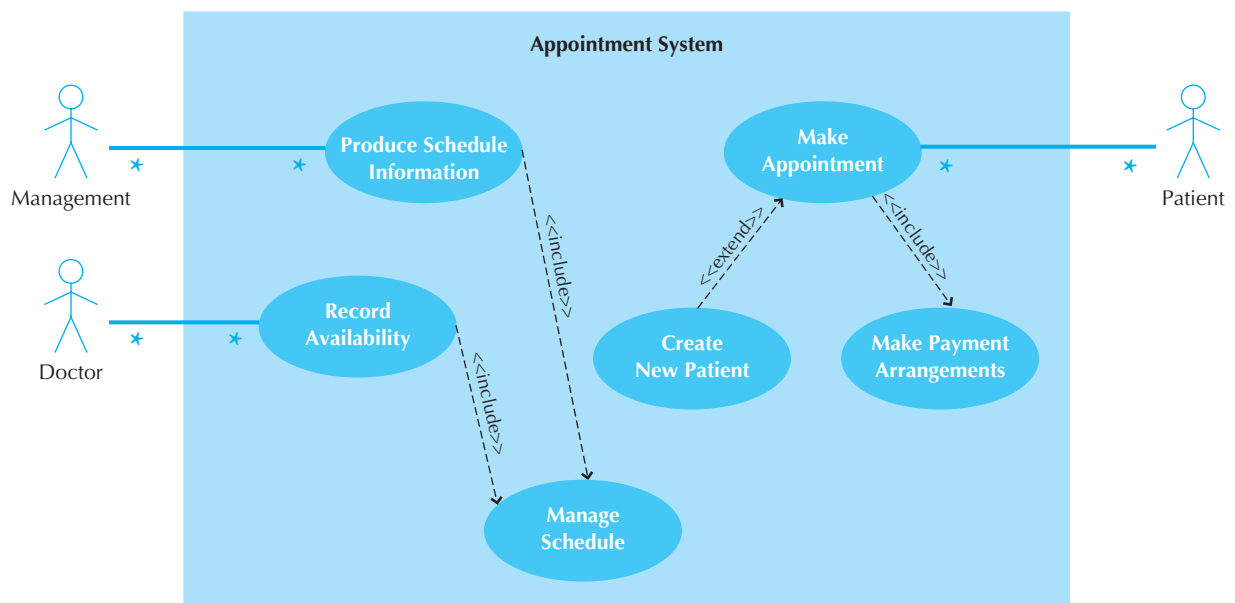 Appointment System
Management
*
*
Produce Schedule
Information
Make
Appointment
*
*
Patient
<<include>>
<<extend>>
<<include>>
Doctor
*
*
Record
Availability
<<include>>
Create
New Patient
Make Payment
Arrangements
Manage
Schedule